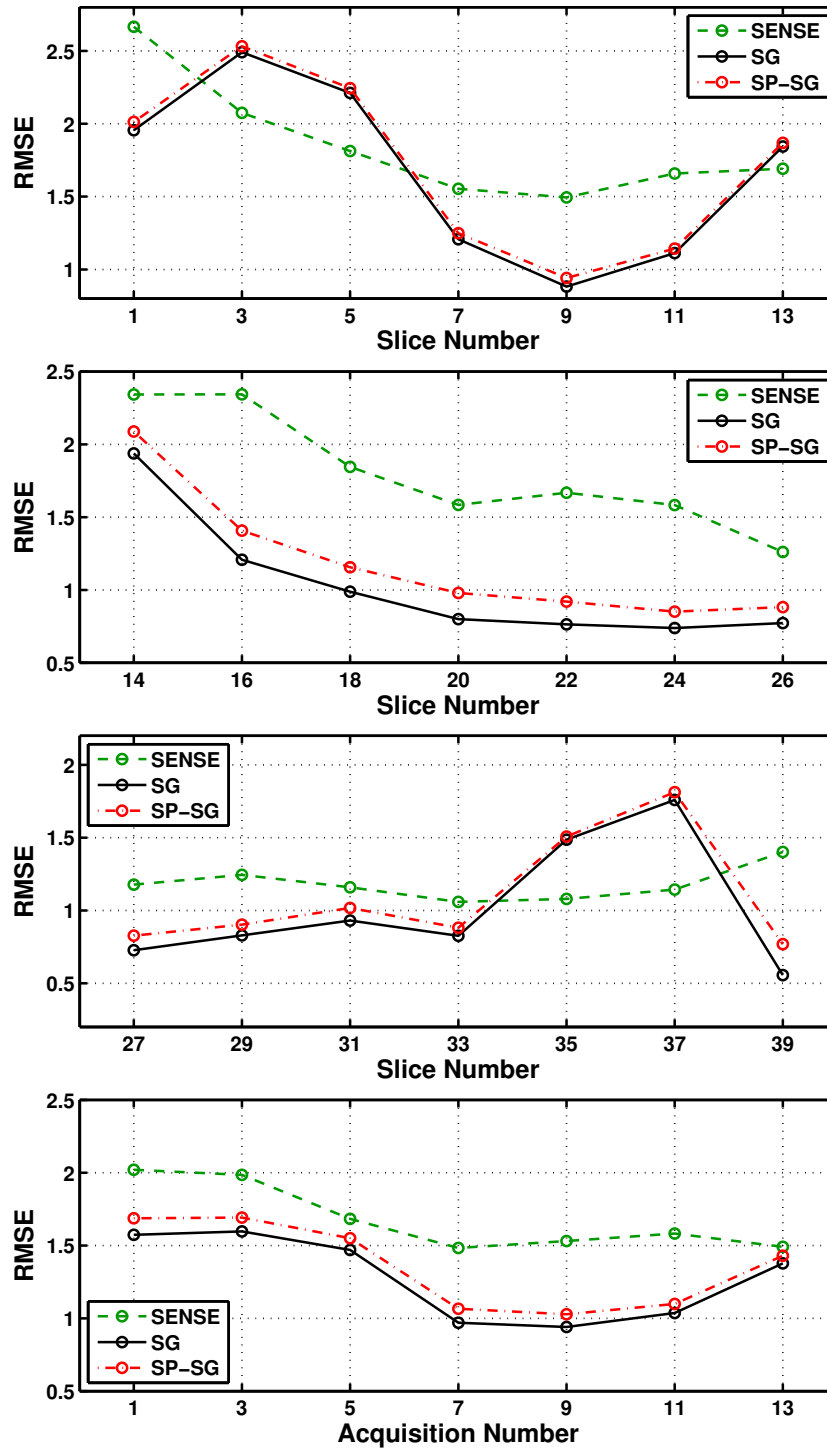 2.5
2
1.5
1
RMSE
SENSE
SG
SP-SG
1 3 5 7 9 11 13
Slice Number
2.5
2
1.5
1
0.5
RMSE
SENSE
SG
SP-SG
14 16 18 20 22 24 26
Slice Number
2
1.5
1
0.5
RMSE
SENSE
SG
SP-SG
27 29 31 33 35 37 39
Slice Number
2.5
2
1.5
1
0.5
RMSE
SENSE
SG
SP-SG
1 3 5 7 9 11 13
Acquisition Number